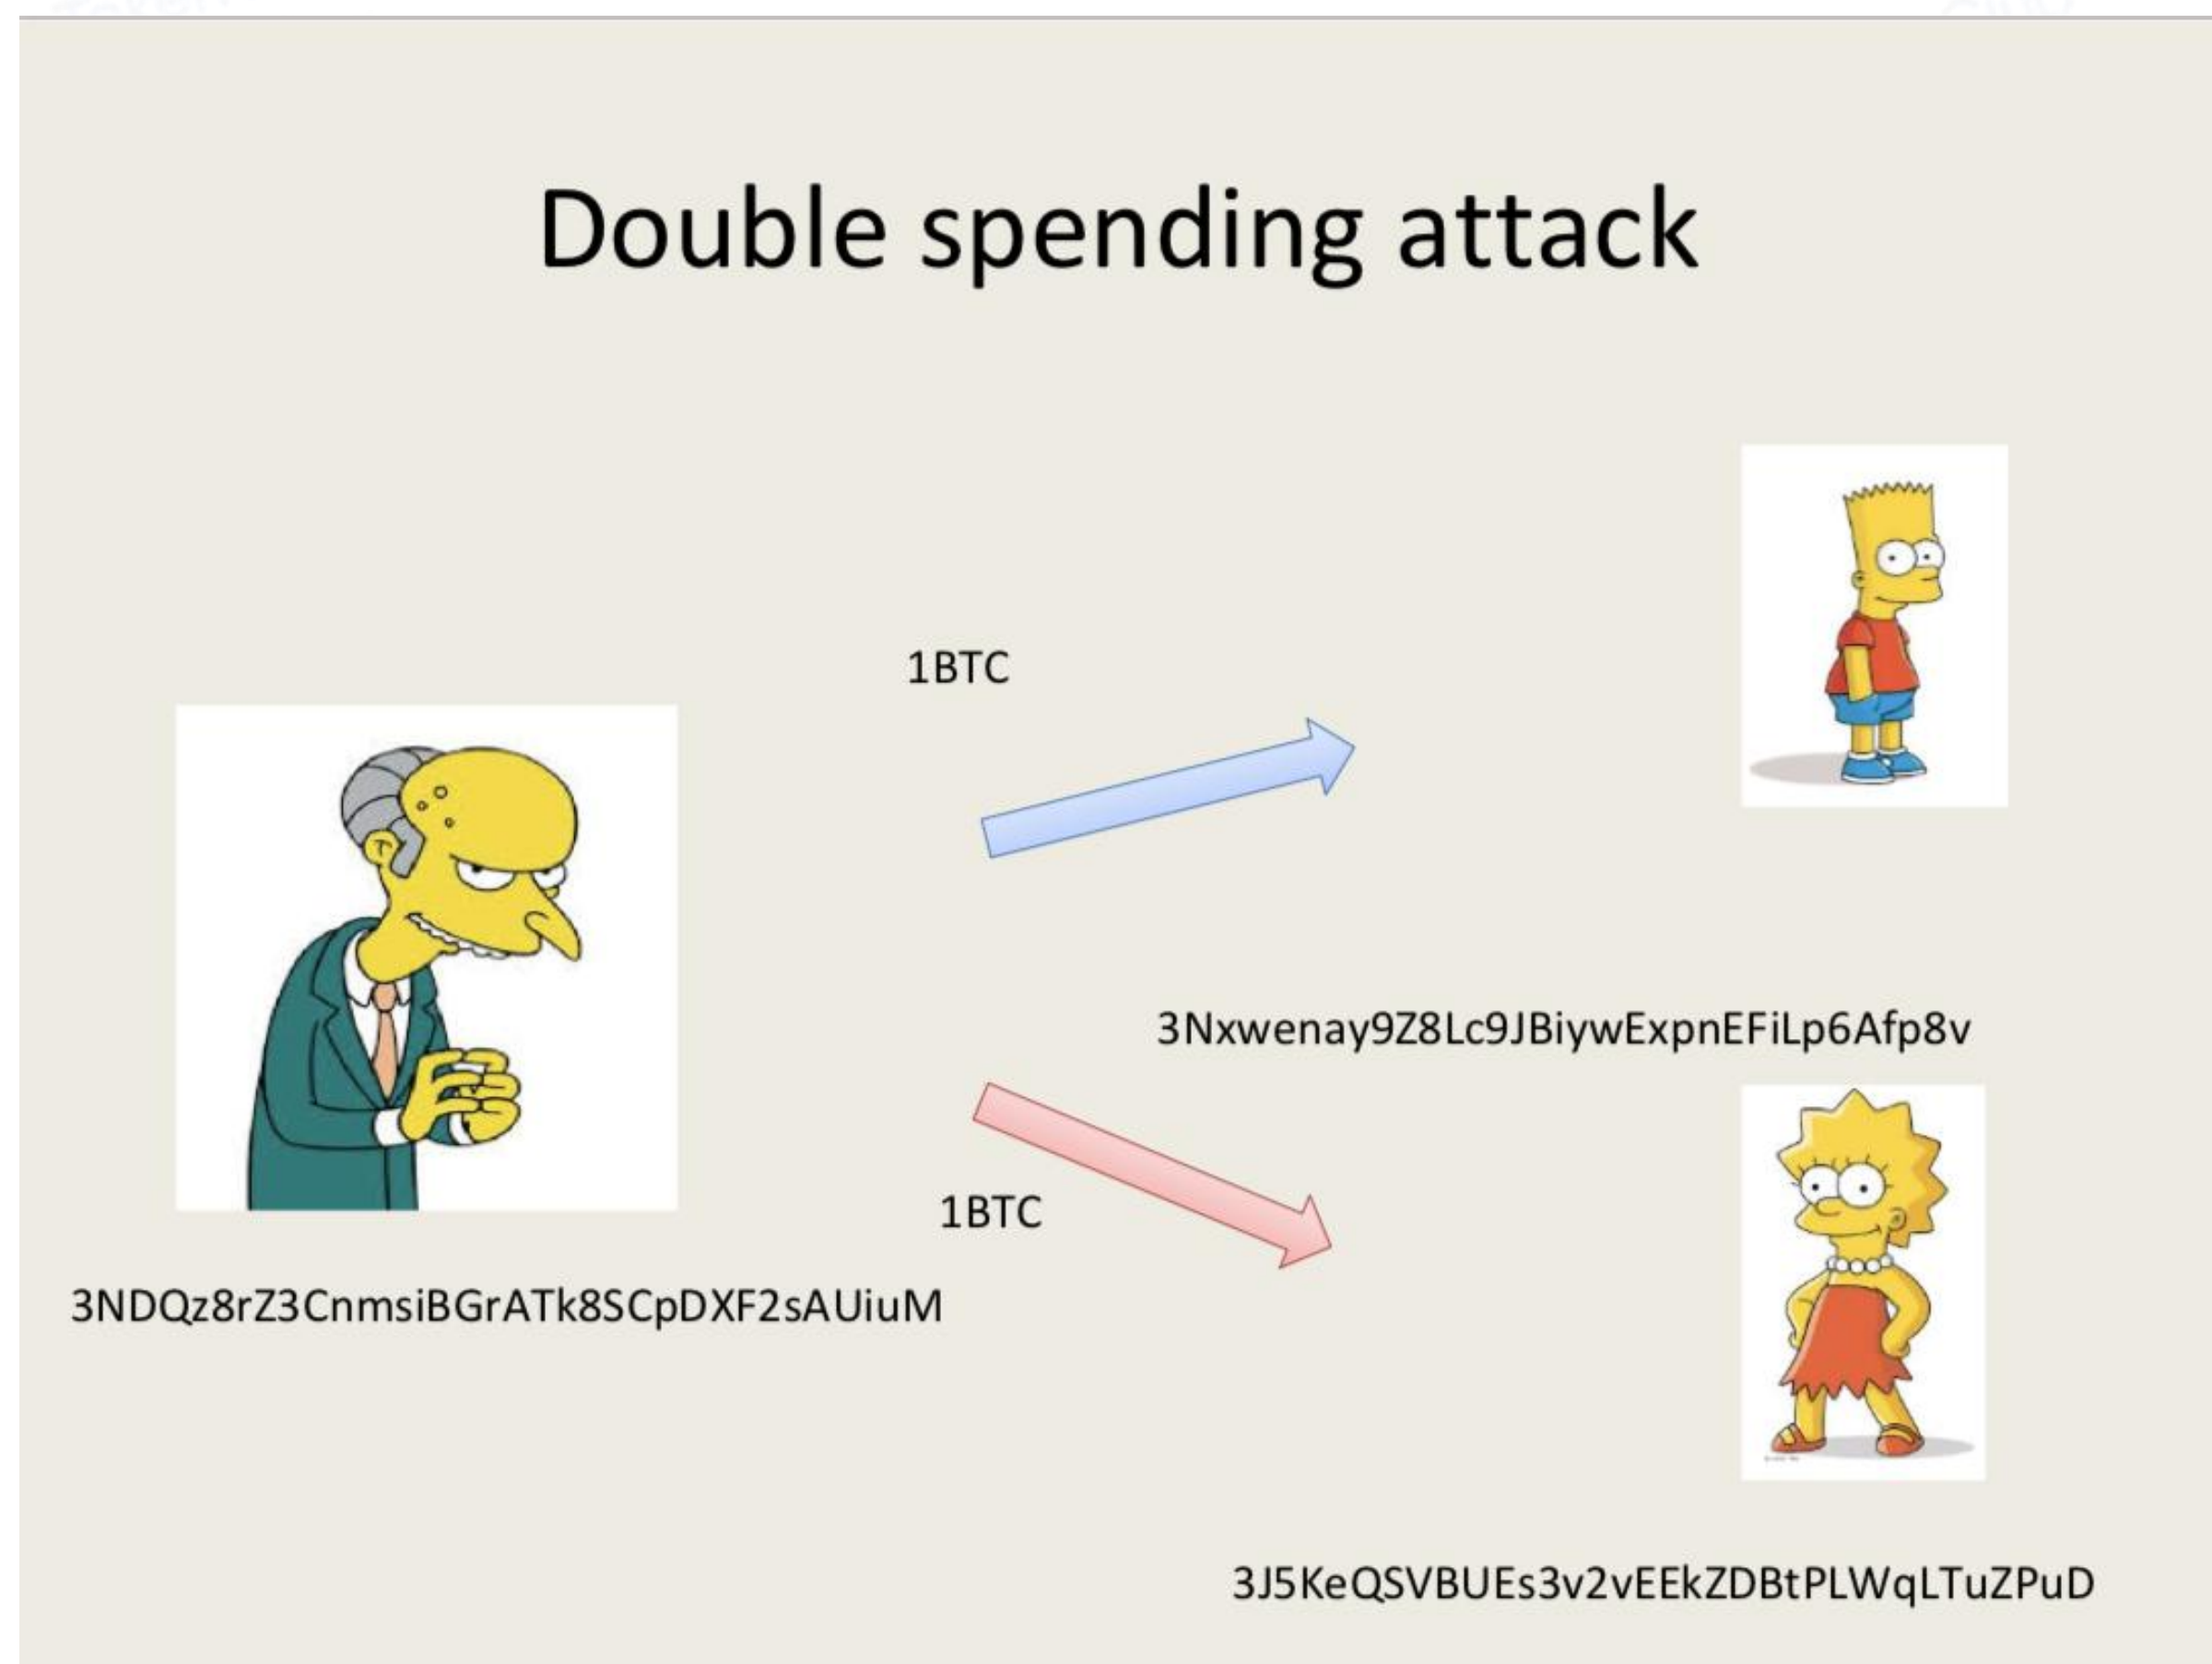 Double spending attack
1BTC
3Nxwenay9Z8Lc9JBiywExpnEFiLp6Afp8v
1BTC
3NDQz8rZ3CnmsiBGrATk8SCpDXF2sAUiuM
3J5KeQSVBUEs3v2vEEkZDBtPLWqLTuZPuD